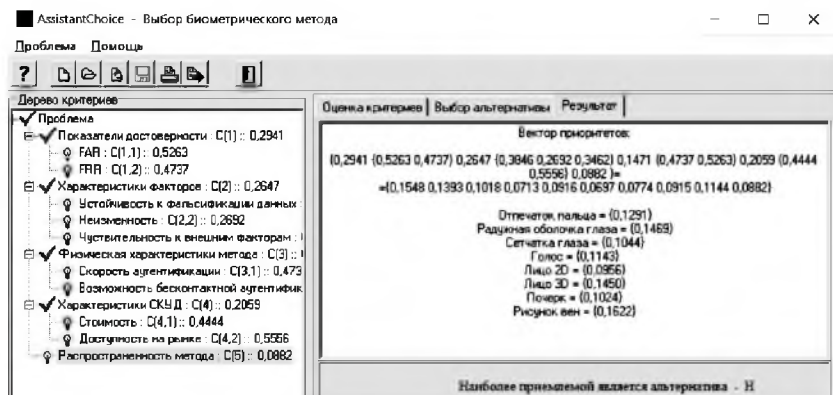 AssistantChoice - Выбор биометрического метода
Проблема Помощь
Дерево критериев
Проблема
Показатели достоверности : C(1) :: 0,2941
FAR : C(1,1) :: 0,5263
FRR : C(1,2) :: 0,4737
Характеристики факторов : C(2) :: 0,2647
Устойчивость к фальсификации данных :
Неизменность : C(2,2) :: 0,2692
Чуствительность к внешним факторам :
Физическая характеристики метода : C(3) ::
Скорость аутентификации : C(3,1) :: 0,473
Возможность бесконтактной аутентифик
Характеристики СКУД : C(4) :: 0,2059
Стоимость : C(4,1) :: 0,4444
Доступность на рынке : C(4,2) :: 0,5556
Распространенность метода : C(5) :: 0,0882
Оценка критериев Выбор альтернативы Результат
Вектор приоритетов:
{0,2941 {0,5263 0,4737} 0,2647 {0,3846 0,2692 0,3462} 0,1471 {0,4737 0,5263} 0,2059 {0,4444
0,5556} 0,0882 }=
={0,1548 0,1393 0,1018 0,0713 0,0916 0,0697 0,0774 0,0915 0,1144 0,0882}
Отпечаток пальца = {0,1291}
Радужная оболочка глаза = {0,1469}
Сетчатка глаза = {0,1044}
Голос = {0,1143}
Лицо 2D = {0,0956}
Лицо 3D = {0,1450}
Почерк = {0,1024}
Рисунок вен = {0,1622}
Наиболее приемлемой является альтернатива - H